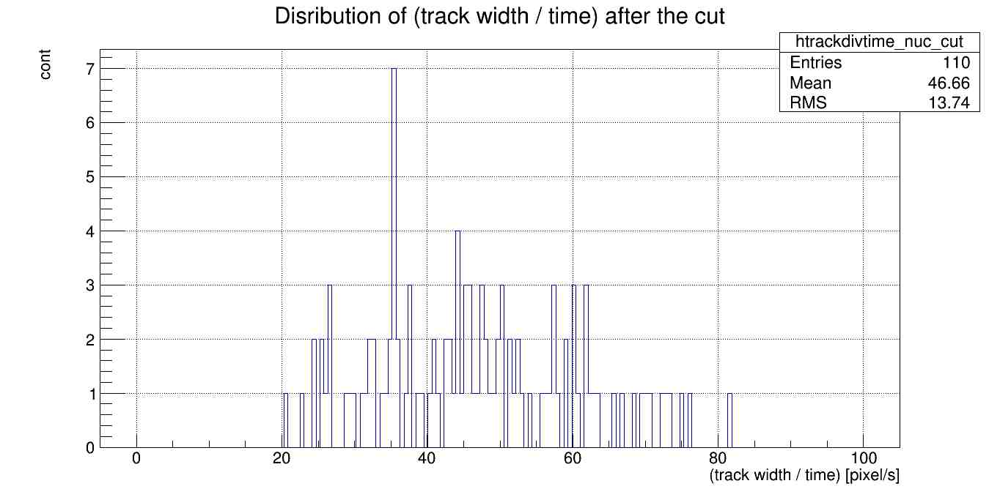 Disribution of (track width / time) after the cut
htrackdivtime_nuc_cut
Entries 110
Mean 46.66
RMS 13.74
cont
7
6
5
4
3
2
1
0
0 20 40 60 80 100
(track width / time) [pixel/s]